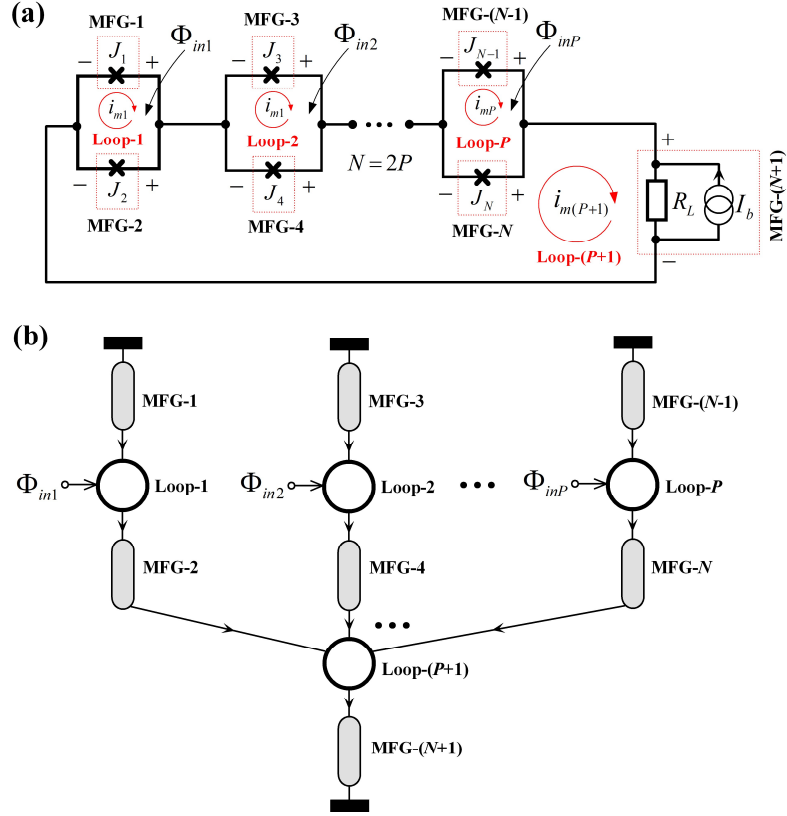 (a)
MFG-1
MFG-3
MFG-(N-1)
Φin1
Φin2
ΦinP
J1
J3
JN−1
− +
− +
− +
im1
im1
imP
Loop-1
Loop-2
Loop-P
− +
− +
− +
J2
J4
JN
N = 2P
MFG-2
MFG-4
MFG-N
im(P+1)
Loop-(P+1)
+
RL
Ib
−
MFG-(N+1)
(b)
MFG-1
MFG-3
MFG-(N-1)
Φin1
Loop-1
Φin2
Loop-2
ΦinP
Loop-P
MFG-2
MFG-4
MFG-N
Loop-(P+1)
MFG-(N+1)